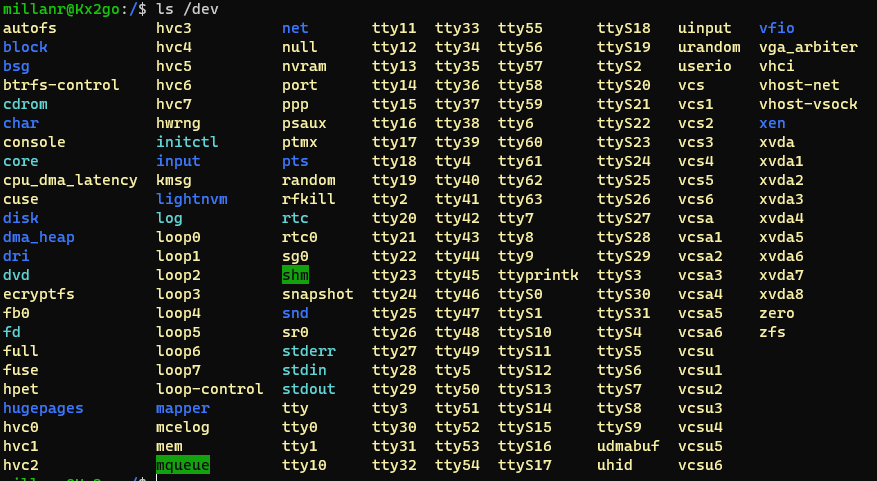 millanr@Kx2go:/$ ls /dev
autofs hvc3 net tty11 tty33 tty55 ttyS18 uinput vfio
block hvc4 null tty12 tty34 tty56 ttyS19 urandom vga_arbiter
bsg hvc5 nvram tty13 tty35 tty57 ttyS2 userio vhci
btrfs-control hvc6 port tty14 tty36 tty58 ttyS20 vcs vhost-net
cdrom hvc7 ppp tty15 tty37 tty59 ttyS21 vcs1 vhost-vsock
char hwrng psaux tty16 tty38 tty6 ttyS22 vcs2 xen
console initctl ptmx tty17 tty39 tty60 ttyS23 vcs3 xvda
core input pts tty18 tty4 tty61 ttyS24 vcs4 xvda1
cpu_dma_latency kmsg random tty19 tty40 tty62 ttyS25 vcs5 xvda2
cuse lightnvm rfkill tty2 tty41 tty63 ttyS26 vcs6 xvda3
disk log rtc tty20 tty42 tty7 ttyS27 vcsa xvda4
dma_heap loop0 rtc0 tty21 tty43 tty8 ttyS28 vcsa1 xvda5
dri loop1 sg0 tty22 tty44 tty9 ttyS29 vcsa2 xvda6
dvd loop2 shm tty23 tty45 ttyprintk ttyS3 vcsa3 xvda7
ecryptfs loop3 snapshot tty24 tty46 ttyS0 ttyS30 vcsa4 xvda8
fb0 loop4 snd tty25 tty47 ttyS1 ttyS31 vcsa5 zero
fd loop5 sr0 tty26 tty48 ttyS10 ttyS4 vcsa6 zfs
full loop6 stderr tty27 tty49 ttyS11 ttyS5 vcsu
fuse loop7 stdin tty28 tty5 ttyS12 ttyS6 vcsu1
hpet loop-control stdout tty29 tty50 ttyS13 ttyS7 vcsu2
hugepages mapper tty tty3 tty51 ttyS14 ttyS8 vcsu3
hvc0 mcelog tty0 tty30 tty52 ttyS15 ttyS9 vcsu4
hvc1 mem tty1 tty31 tty53 ttyS16 udmabuf vcsu5
hvc2 mqueue tty10 tty32 tty54 ttyS17 uhid vcsu6